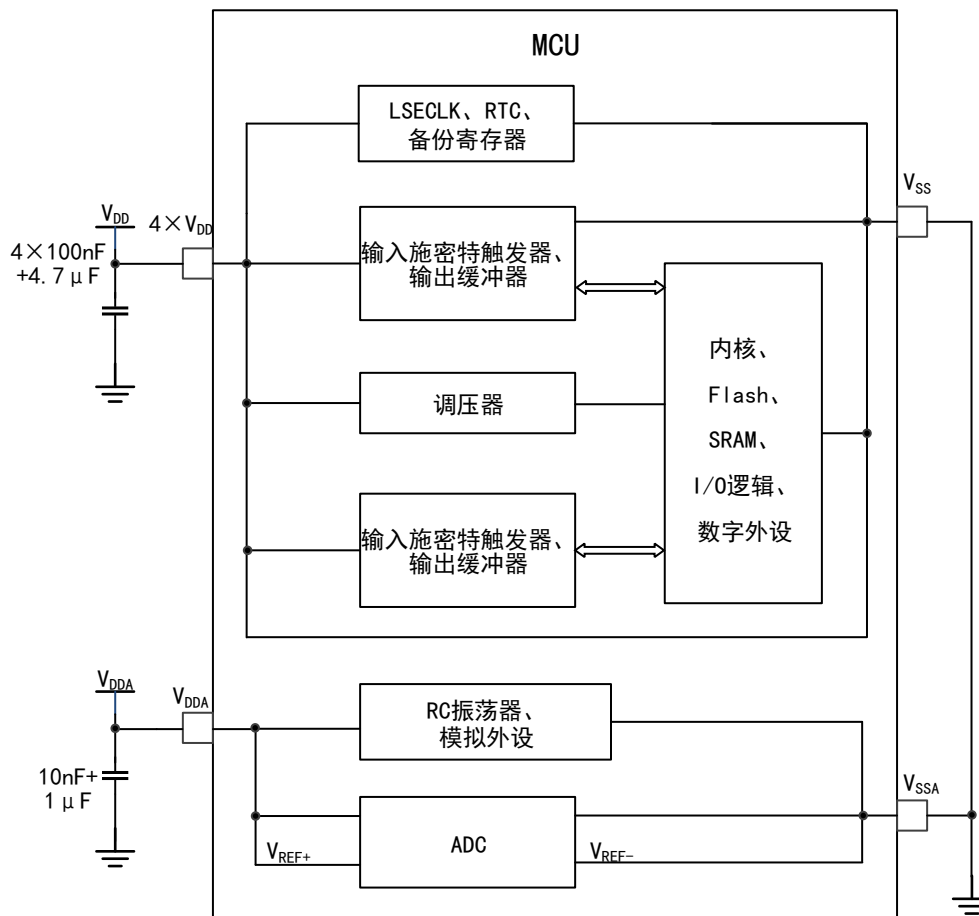 MCU
LSECLK、RTC、
备份寄存器
VSS
VDD
4×VDD
4×100nF
+4.7μF
输入施密特触发器、
输出缓冲器
内核、
Flash、
SRAM、
I/O逻辑、
数字外设
调压器
输入施密特触发器、
输出缓冲器
VDDA
VDDA
RC振荡器、
模拟外设
10nF+
1μF
VSSA
ADC
VREF+
VREF-